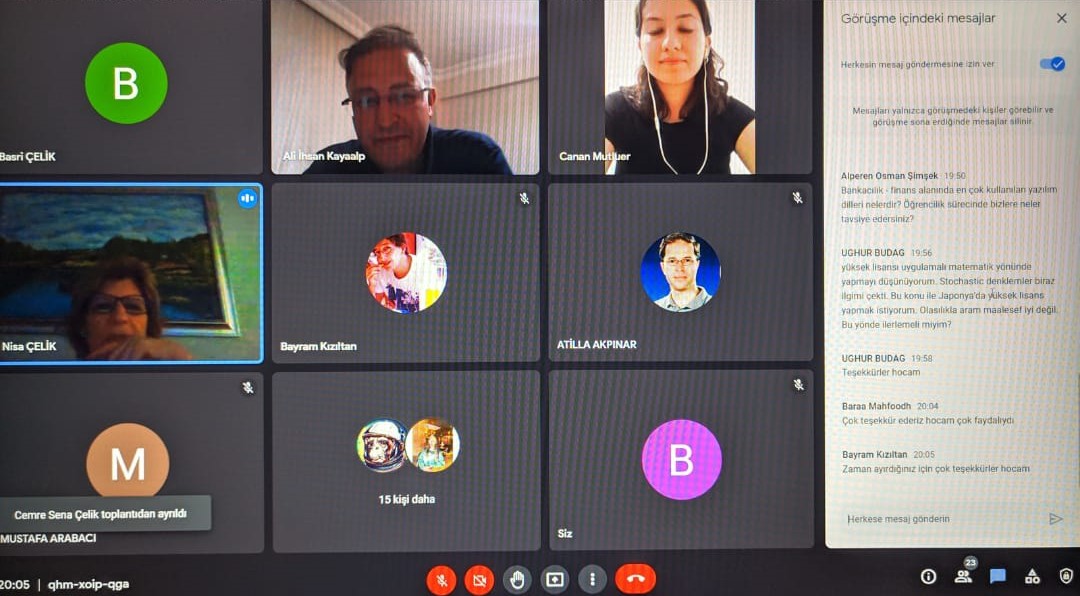 B
Basri ÇELİK
Ali İhsan Kayaalp
Canan Mutluer
Nisa ÇELİK
Bayram Kızıltan
ATİLLA AKPINAR
M
Cemre Sena Çelik toplantıdan ayrıldı
MUSTAFA ARABACI
15 kişi daha
B
Siz
20:05 | qhm-xoip-qga
23
Görüşme içindeki mesajlar
Herkesin mesaj göndermesine izin ver
Mesajları yalnızca görüşmedeki kişiler görebilir ve
görüşme sona erdiğinde mesajlar silinir.
Alperen Osman Şimşek 19:50
Bankacılık - finans alanında en çok kullanılan yazılım
dilleri nelerdir? Öğrencilik sürecinde bizlere neler
tavsiye edersiniz?
UGHUR BUDAG 19:56
yüksek lisansı uygulamalı matematik yönünde
yapmayı düşünüyorum. Stochastic denklemler biraz
ilgimi çekti. Bu konu ile Japonya'da yüksek lisans
yapmak istiyorum. Olasılıkla aram maalesef iyi değil.
Bu yönde ilerlemeli miyim?
UGHUR BUDAG 19:58
Teşekkürler hocam
Baraa Mahfoodh 20:04
Çok teşekkür ederiz hocam çok faydalıydı
Bayram Kızıltan 20:05
Zaman ayırdığınız için çok teşekkürler hocam
Herkese mesaj gönderin